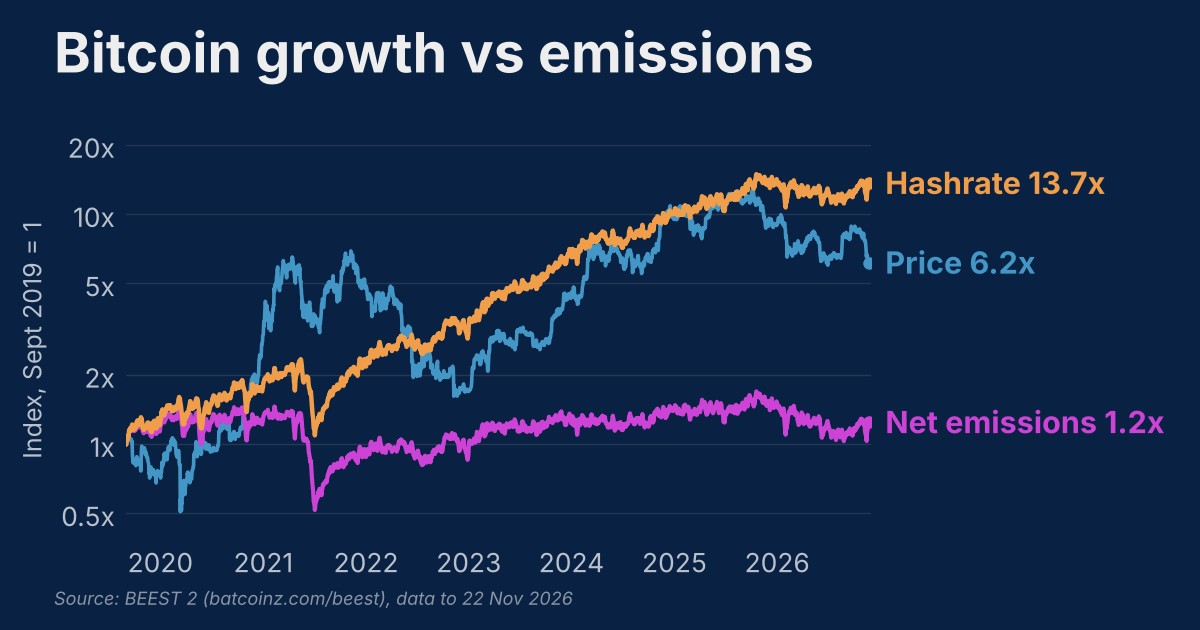 Bitcoin growth vs emissions
20x
10x
5x
2x
1x
0.5x
Index, Sept 2019 = 1
Hashrate 13.7x
Price 6.2x
Net emissions 1.2x
2020 2021 2022 2023 2024 2025 2026
Source: BEEST 2 (batcoinz.com/beest), data to 22 Nov 2026